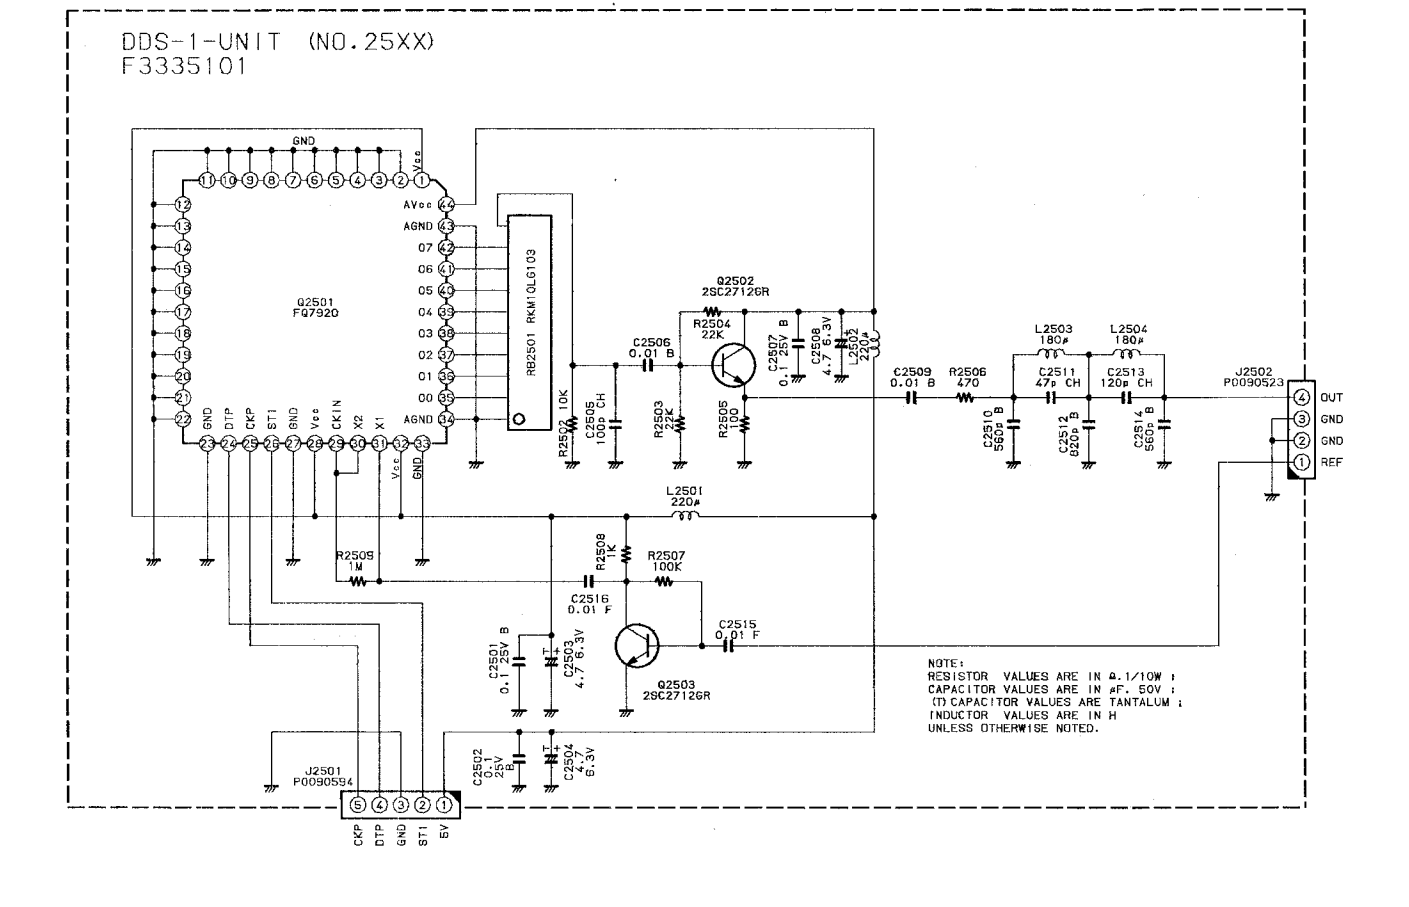 DDS-1-UNIT (NO.25XX)
F3335101
GND
Vcc
11 10 9 8 7 6 5 4 3 2 1
12
13
14
15
16
17
18
19
20
21
22
AVcc 44
AGND 43
O7 42
O6 41
O5 40
O4 39
O3 38
O2 37
O1 36
O0 35
AGND 34
Q2501
FQ7920
GND DTP CKP ST1 GND Vcc CKIN X2 X1
23 24 25 26 27 28 29 30 31 32 33
Vcc GND
RB2501 RKM10LG103
R2502 10K
C2505
100p CH
C2506
0.01 B
R2503
22K
R2504
22K
Q2502
2SC2712GR
R2505
100
C2507
0.1 25V B
C2508
4.7 6.3V
+
L2502
220μ
C2509
0.01 B
R2506
470
L2503
180μ
L2504
180μ
C2511
47p CH
C2513
120p CH
C2510
560p B
C2512
820p B
C2514
560p B
J2502
P0090523
4 OUT
3 GND
2 GND
1 REF
L2501
220μ
R2509
1M
R2508
1K
R2507
100K
C2516
0.01 F
C2515
0.01 F
C2501
0.1 25V B
T +
C2503
4.7 6.3V
Q2503
2SC2712GR
C2502
0.1
25V
B
T +
C2504
4.7
6.3V
J2501
P0090594
5 4 3 2 1
CKP DTP GND ST1 5V
NOTE:
RESISTOR VALUES ARE IN Ω. 1/10W ;
CAPACITOR VALUES ARE IN μF. 50V ;
(T) CAPACITOR VALUES ARE TANTALUM ;
INDUCTOR VALUES ARE IN H
UNLESS OTHERWISE NOTED.